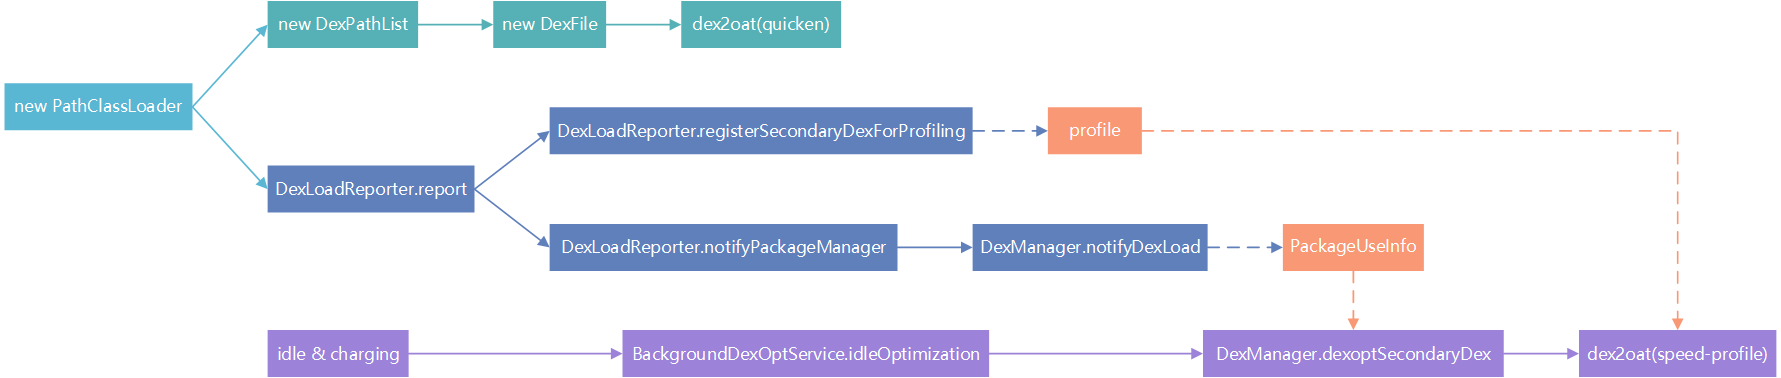 new DexPathList
new DexFile
dex2oat(quicken)
new PathClassLoader
DexLoadReporter.registerSecondaryDexForProfiling
profile
DexLoadReporter.report
DexLoadReporter.notifyPackageManager
DexManager.notifyDexLoad
PackageUseInfo
idle & charging
BackgroundDexOptService.idleOptimization
DexManager.dexoptSecondaryDex
dex2oat(speed-profile)